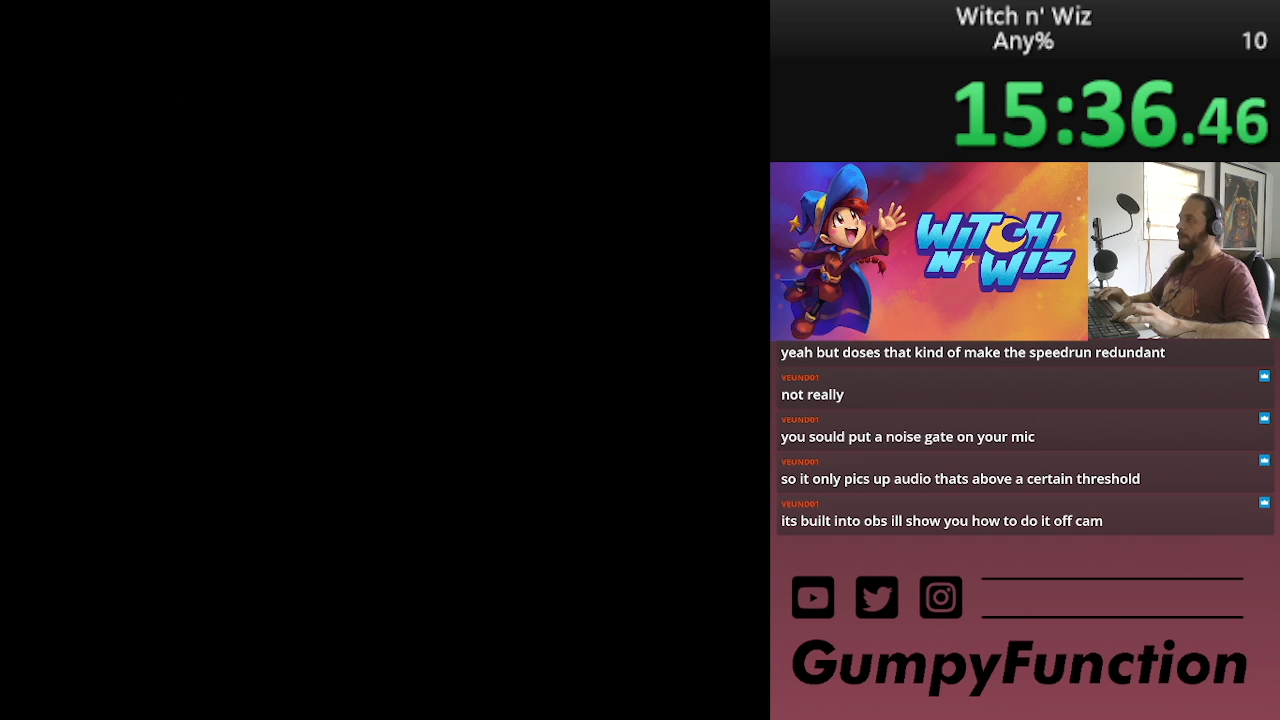 Witch n' Wiz
Any%
10
15:36.46
WITCH
N' WIZ
yeah but doses that kind of make the speedrun redundant
VEUND01
not really
VEUND01
you sould put a noise gate on your mic
VEUND01
so it only pics up audio thats above a certain threshold
VEUND01
its built into obs ill show you how to do it off cam
GumpyFunction